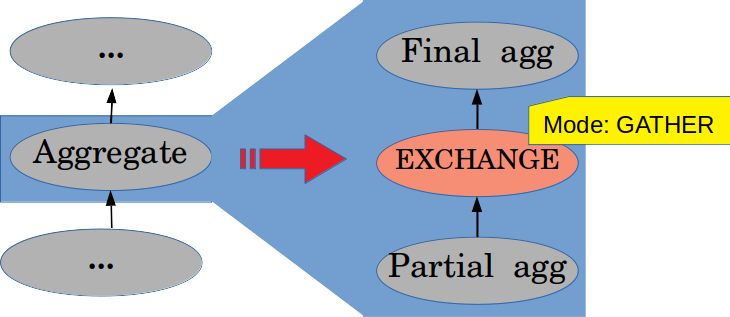 ...
Aggregate
...
Final agg
Mode: GATHER
EXCHANGE
Partial agg